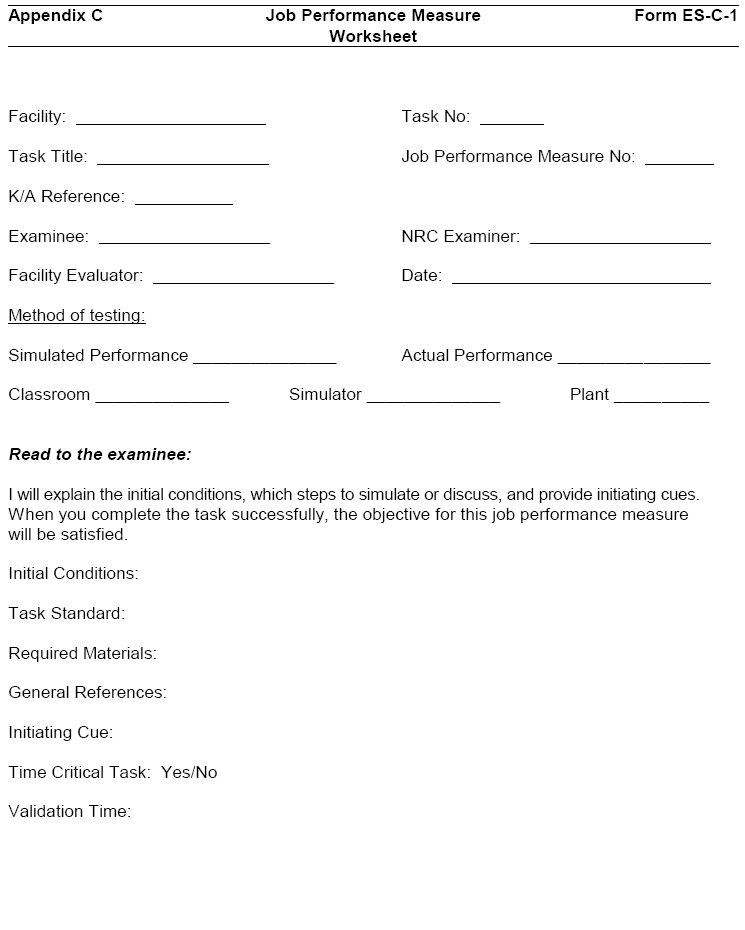 Appendix C Job Performance Measure Form ES-C-1
Worksheet
Facility: ____________________ Task No: _______
Task Title: __________________ Job Performance Measure No: _______
K/A Reference: __________
Examinee: __________________ NRC Examiner: ___________________
Facility Evaluator: ___________________ Date: ___________________________
Method of testing:
Simulated Performance _______________ Actual Performance ________________
Classroom ______________ Simulator ______________ Plant __________
Read to the examinee:
I will explain the initial conditions, which steps to simulate or discuss, and provide initiating cues.
When you complete the task successfully, the objective for this job performance measure
will be satisfied.
Initial Conditions:
Task Standard:
Required Materials:
General References:
Initiating Cue:
Time Critical Task: Yes/No
Validation Time: